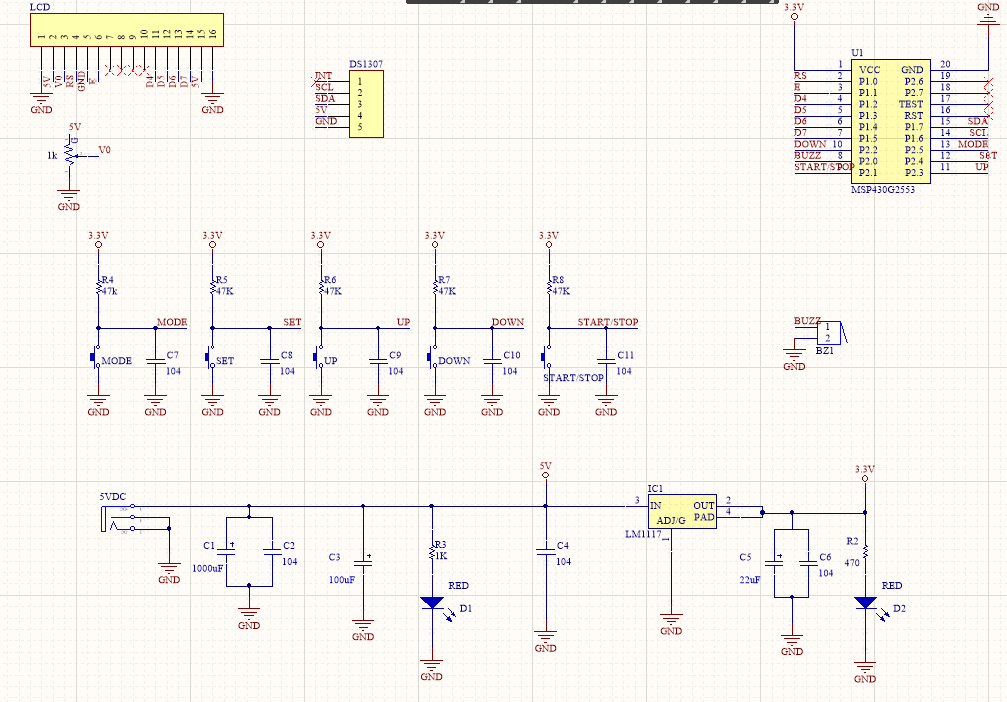 LCD
1 2 3 4 5 6 7 8 9 10 11 12 13 14 15 16
5V V0 RS GND E D4 D5 D6 D7 5V
GND GND
5V
1k V0
GND
DS1307
INT 1
SCL 2
SDA 3
5V 4
GND 5
3.3V GND
U1
1 VCC GND 20
RS 2 P1.0 P2.6 19
E 3 P1.1 P2.7 18
D4 4 P1.2 TEST 17
D5 5 P1.3 RST 16
D6 6 P1.4 P1.7 15 SDA
D7 7 P1.5 P1.6 14 SCL
DOWN 10 P2.2 P2.5 13 MODE
BUZZ 8 P2.0 P2.4 12 SET
START/STOP P2.1 P2.3 11 UP
MSP430G2553
3.3V 3.3V 3.3V 3.3V 3.3V
R4 R5 R6 R7 R8
47k 47K 47K 47K 47K
MODE SET UP DOWN START/STOP
C7 C8 C9 C10 C11
MODE SET UP DOWN
104 104 104 104 104
START/STOP
GND GND GND GND GND GND GND GND GND GND
BUZZ 1
2
BZ1
GND
5V 3.3V
5VDC
IC1
3 IN OUT 2
PAD 4
ADJ/G
LM1117 1
C1 C2
1000uF 104
C3
100uF
R3
1K
RED
D1
C4
104
C5 C6
22uF 104
R2
470
RED
D2
GND GND GND GND GND GND GND GND